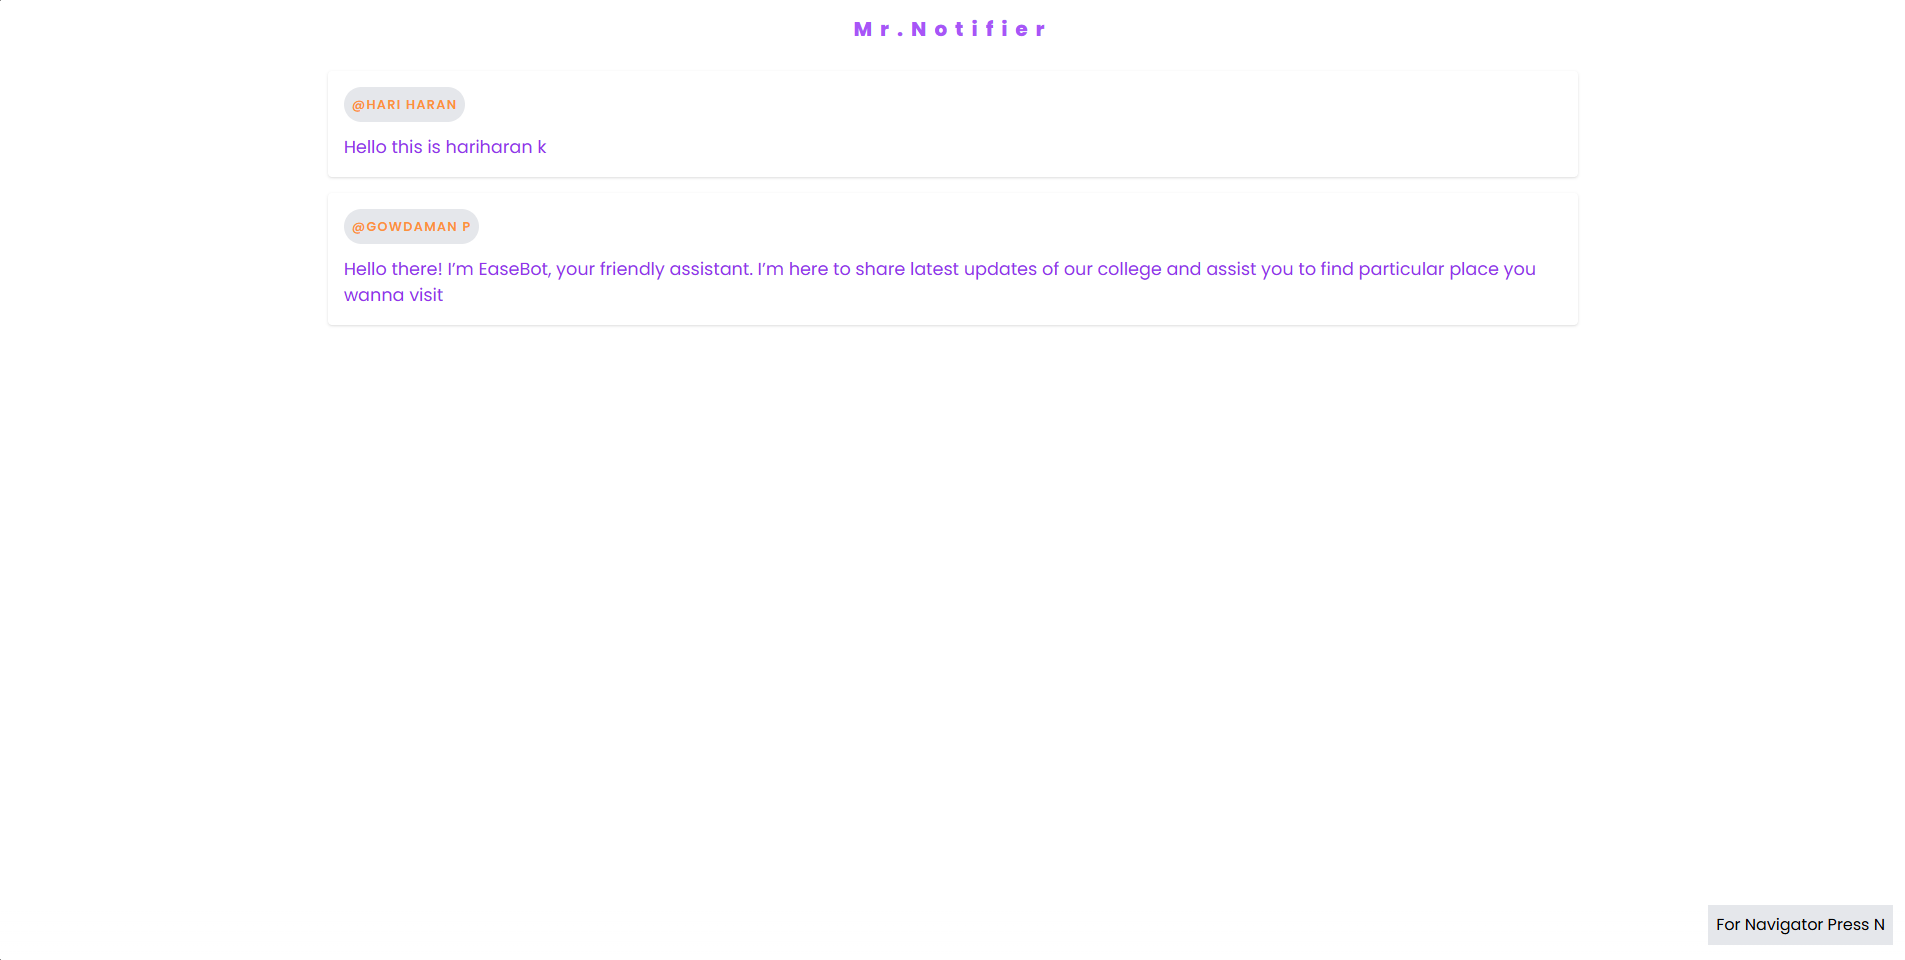 Mr.Notifier
@HARI HARAN
Hello this is hariharan k
@GOWDAMAN P
Hello there! I’m EaseBot, your friendly assistant. I’m here to share latest updates of our college and assist you to find particular place you
wanna visit
For Navigator Press N